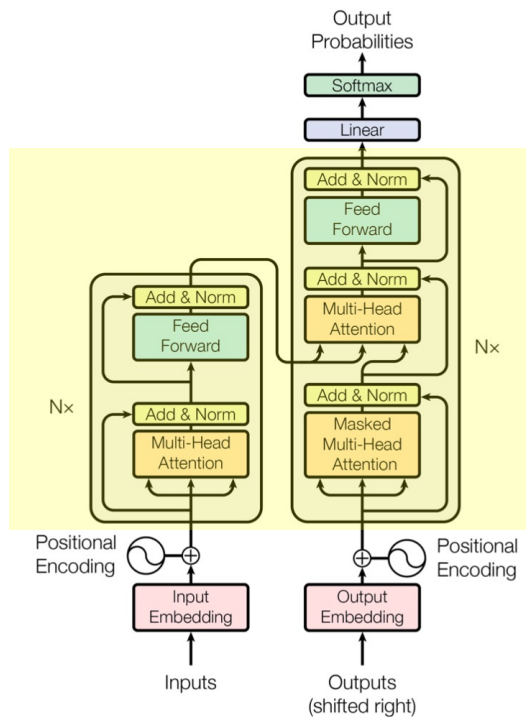 Output
Probabilities
Softmax
Linear
Add & Norm
Feed
Forward
Add & Norm
Multi-Head
Attention
Add & Norm
Masked
Multi-Head
Attention
N×
Add & Norm
Feed
Forward
Add & Norm
Multi-Head
Attention
N×
Positional
Encoding
Positional
Encoding
Input
Embedding
Output
Embedding
Inputs
Outputs
(shifted right)